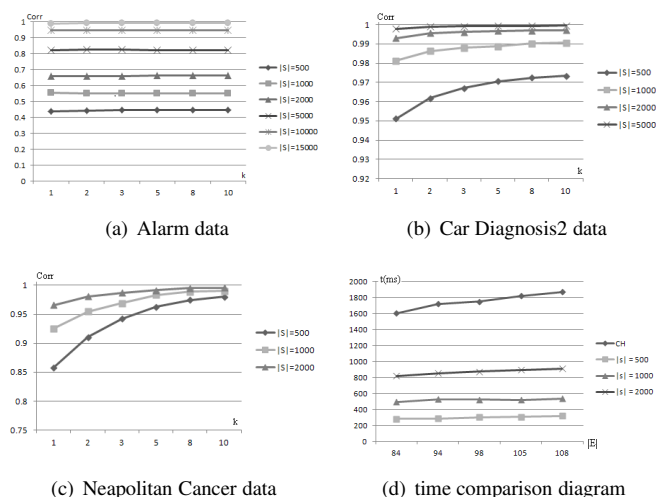 Corr
1
0.9
0.8
0.7
0.6
0.5
0.4
0.3
0.2
0.1
0
1 2 3 5 8 10
k
|S|=500
|S|=1000
|S|=2000
|S|=5000
|S|=10000
|S|=15000
(a) Alarm data
Corr
1
0.99
0.98
0.97
0.96
0.95
0.94
0.93
0.92
1 2 3 5 8 10
k
|S|=500
|S|=1000
|S|=2000
|S|=5000
(b) Car Diagnosis2 data
Corr
1
0.95
0.9
0.85
0.8
0.75
1 2 3 5 8 10
k
|S|=500
|S|=1000
|S|=2000
(c) Neapolitan Cancer data
t(ms)
2000
1800
1600
1400
1200
1000
800
600
400
200
0
84 94 98 105 108
|E|
CH
|s| = 500
|s| = 1000
|s| = 2000
(d) time comparison diagram